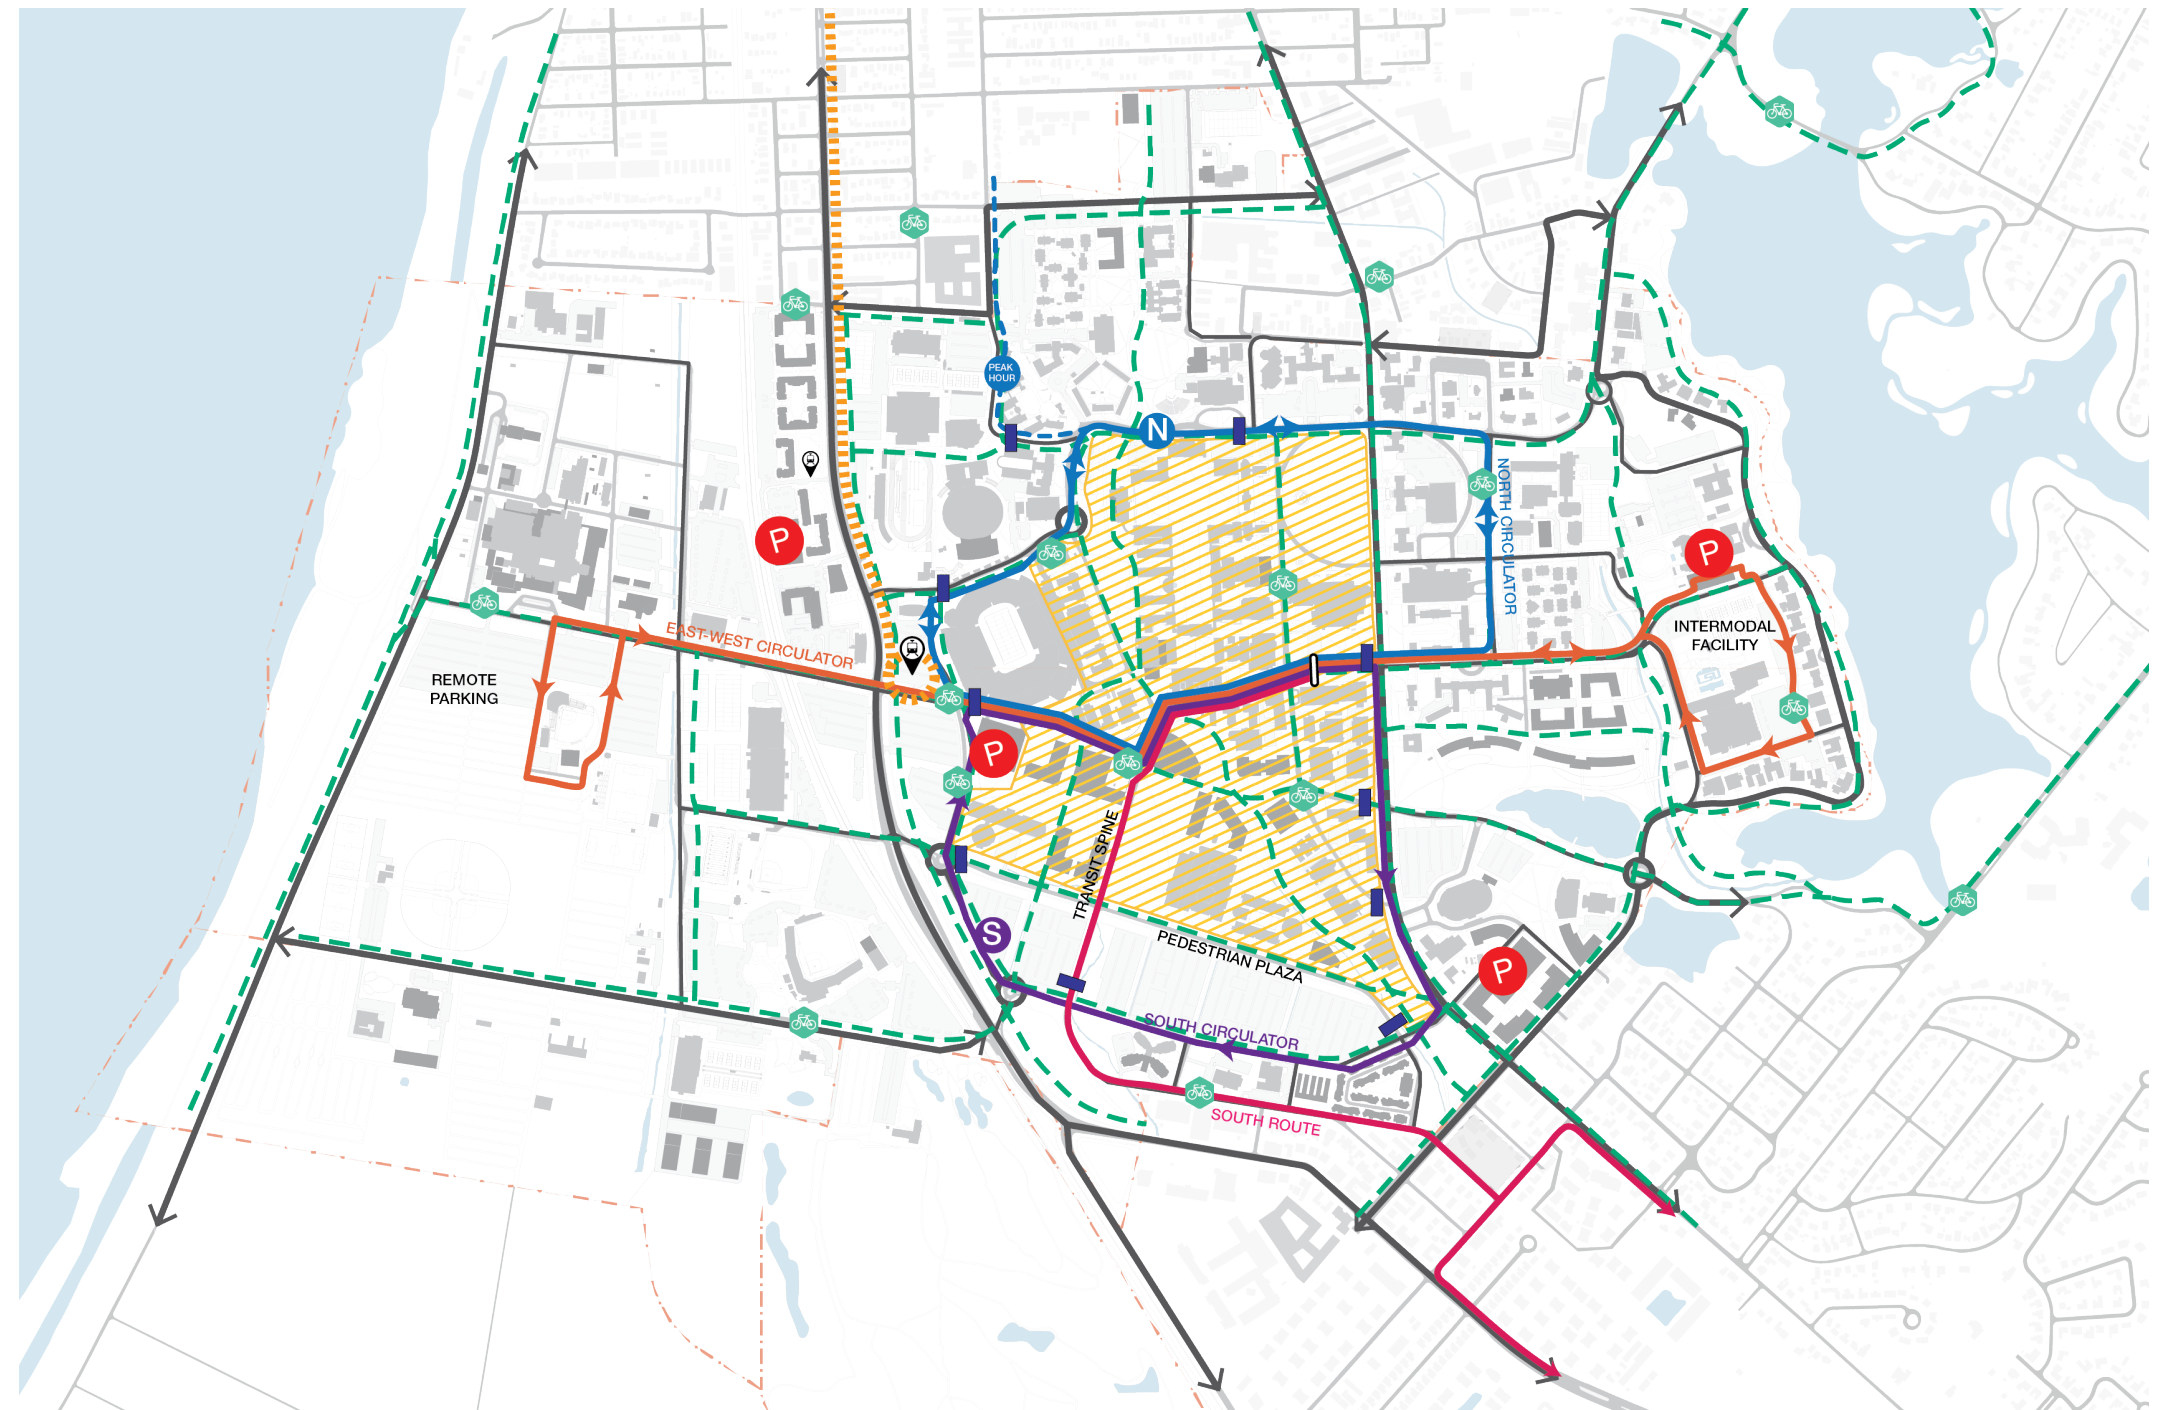 PEAK
HOUR
N
NORTH CIRCULATOR
P
P
EAST-WEST CIRCULATOR
INTERMODAL
FACILITY
REMOTE
PARKING
P
TRANSIT SPINE
S
PEDESTRIAN PLAZA
P
SOUTH CIRCULATOR
SOUTH ROUTE